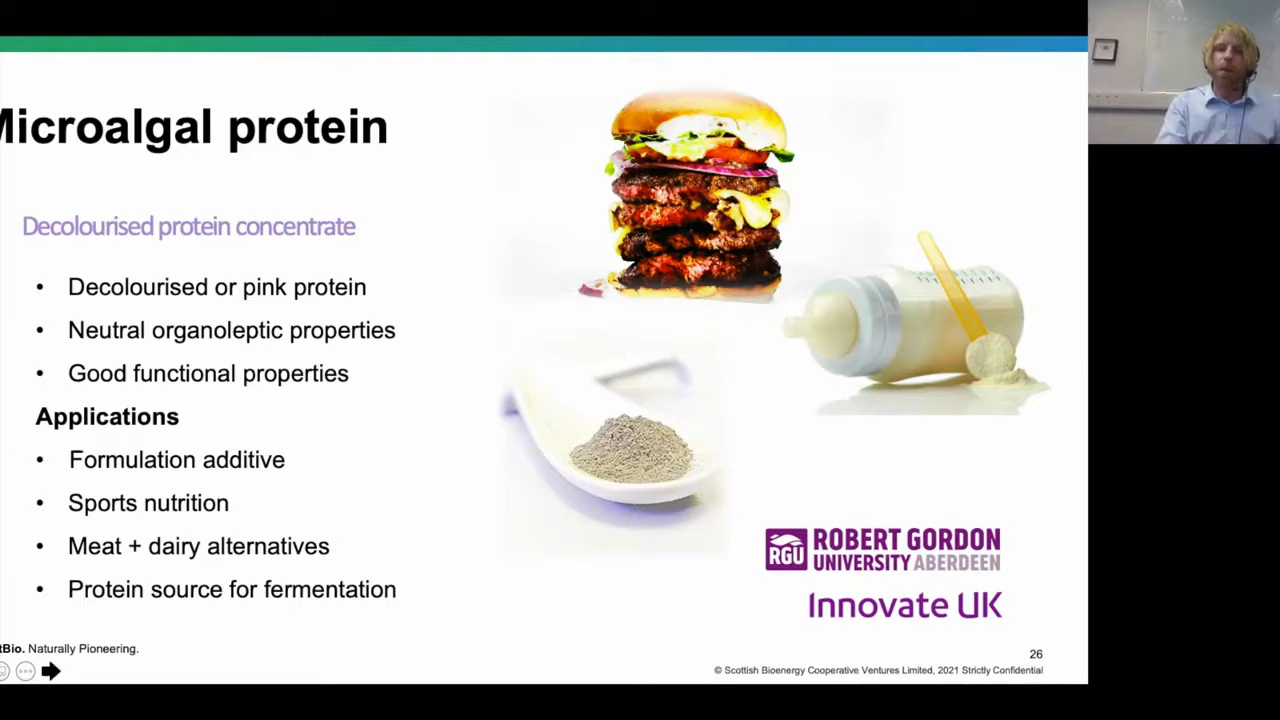 Microalgal protein
Decolourised protein concentrate
• Decolourised or pink protein
• Neutral organoleptic properties
• Good functional properties
Applications
• Formulation additive
• Sports nutrition
• Meat + dairy alternatives
• Protein source for fermentation
RGU
ROBERT GORDON
UNIVERSITY ABERDEEN
Innovate UK
tBio. Naturally Pioneering.
26
© Scottish Bioenergy Cooperative Ventures Limited, 2021 Strictly Confidential